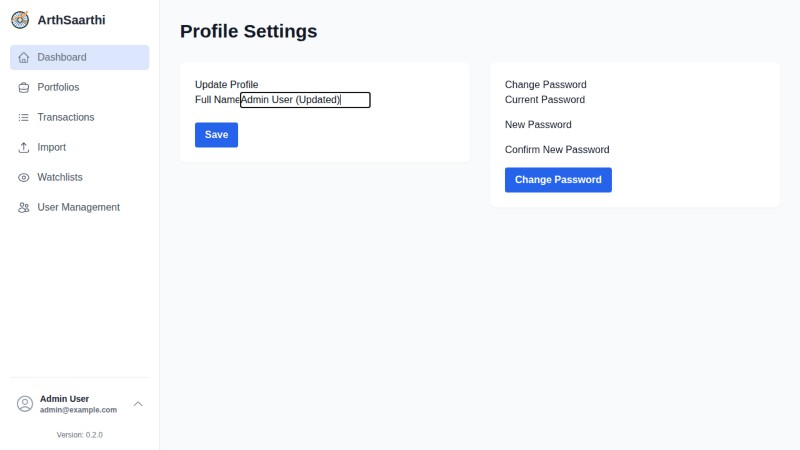 ArthSaarthi
Dashboard
Portfolios
Transactions
Import
Watchlists
User Management
Admin User
admin@example.com
Version: 0.2.0
Profile Settings
Update Profile
Full Name Admin User (Updated)
Save
Change Password
Current Password
New Password
Confirm New Password
Change Password